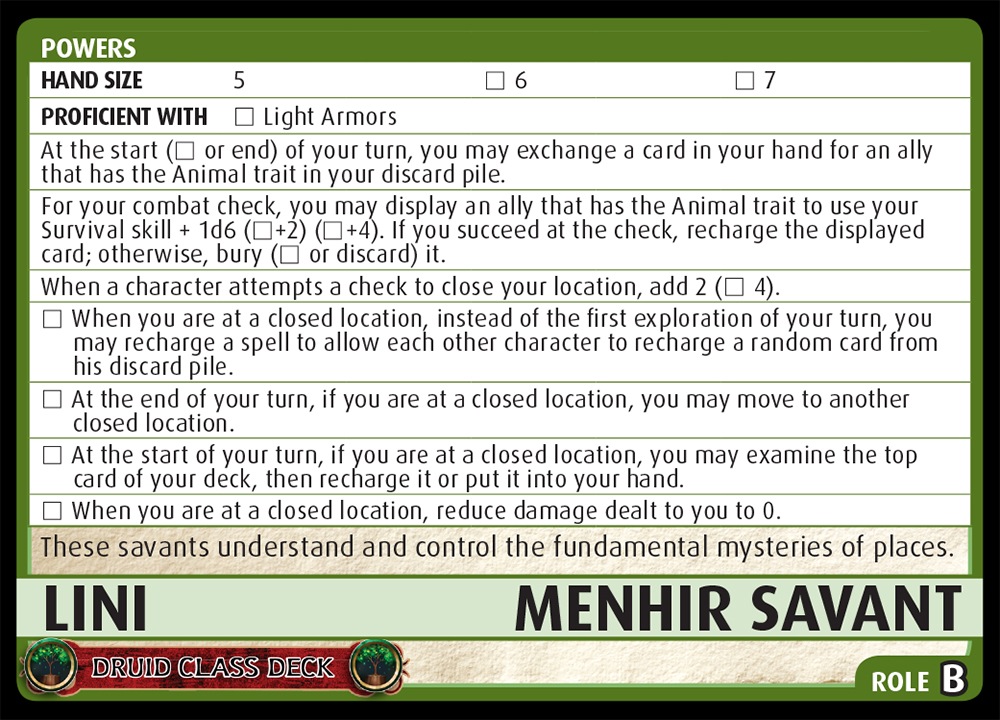 POWERS
HAND SIZE 5 □ 6 □ 7
PROFICIENT WITH □ Light Armors
At the start (□ or end) of your turn, you may exchange a card in your hand for an ally
that has the Animal trait in your discard pile.
For your combat check, you may display an ally that has the Animal trait to use your
Survival skill + 1d6 (□+2) (□+4). If you succeed at the check, recharge the displayed
card; otherwise, bury (□ or discard) it.
When a character attempts a check to close your location, add 2 (□ 4).
□ When you are at a closed location, instead of the first exploration of your turn, you
may recharge a spell to allow each other character to recharge a random card from
his discard pile.
□ At the end of your turn, if you are at a closed location, you may move to another
closed location.
□ At the start of your turn, if you are at a closed location, you may examine the top
card of your deck, then recharge it or put it into your hand.
□ When you are at a closed location, reduce damage dealt to you to 0.
These savants understand and control the fundamental mysteries of places.
LINI MENHIR SAVANT
DRUID CLASS DECK
ROLE B